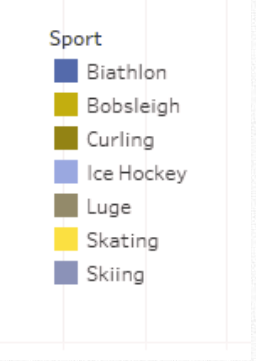 Sport
Biathlon
Bobsleigh
Curling
Ice Hockey
Luge
Skating
Skiing